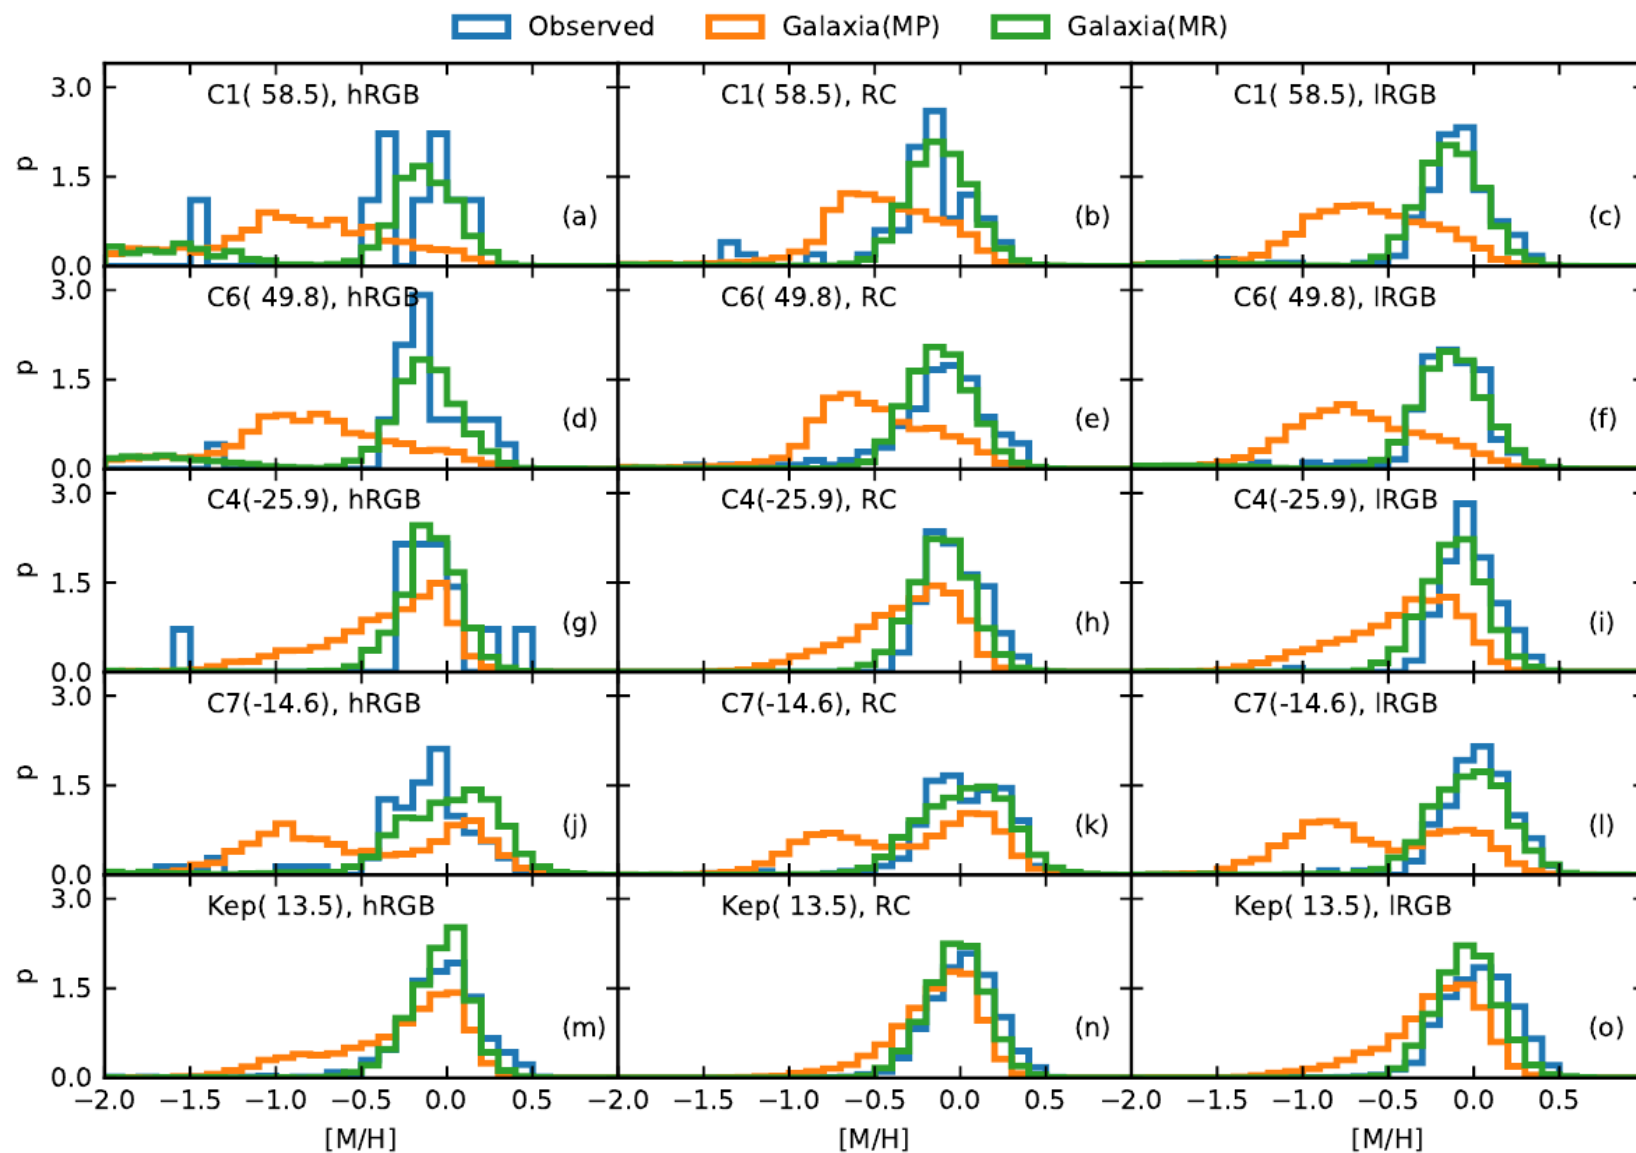 Observed Galaxia(MP) Galaxia(MR)
3.0 C1( 58.5), hRGB C1( 58.5), RC C1( 58.5), lRGB
p 1.5 (a) (b) (c)
0.0
3.0 C6( 49.8), hRGB C6( 49.8), RC C6( 49.8), lRGB
p 1.5 (d) (e) (f)
0.0
3.0 C4(-25.9), hRGB C4(-25.9), RC C4(-25.9), lRGB
p 1.5 (g) (h) (i)
0.0
3.0 C7(-14.6), hRGB C7(-14.6), RC C7(-14.6), lRGB
p 1.5 (j) (k) (l)
0.0
3.0 Kep( 13.5), hRGB Kep( 13.5), RC Kep( 13.5), lRGB
p 1.5 (m) (n) (o)
0.0
−2.0 −1.5 −1.0 −0.5 0.0 0.5 −2.0 −1.5 −1.0 −0.5 0.0 0.5 −2.0 −1.5 −1.0 −0.5 0.0 0.5
[M/H] [M/H] [M/H]